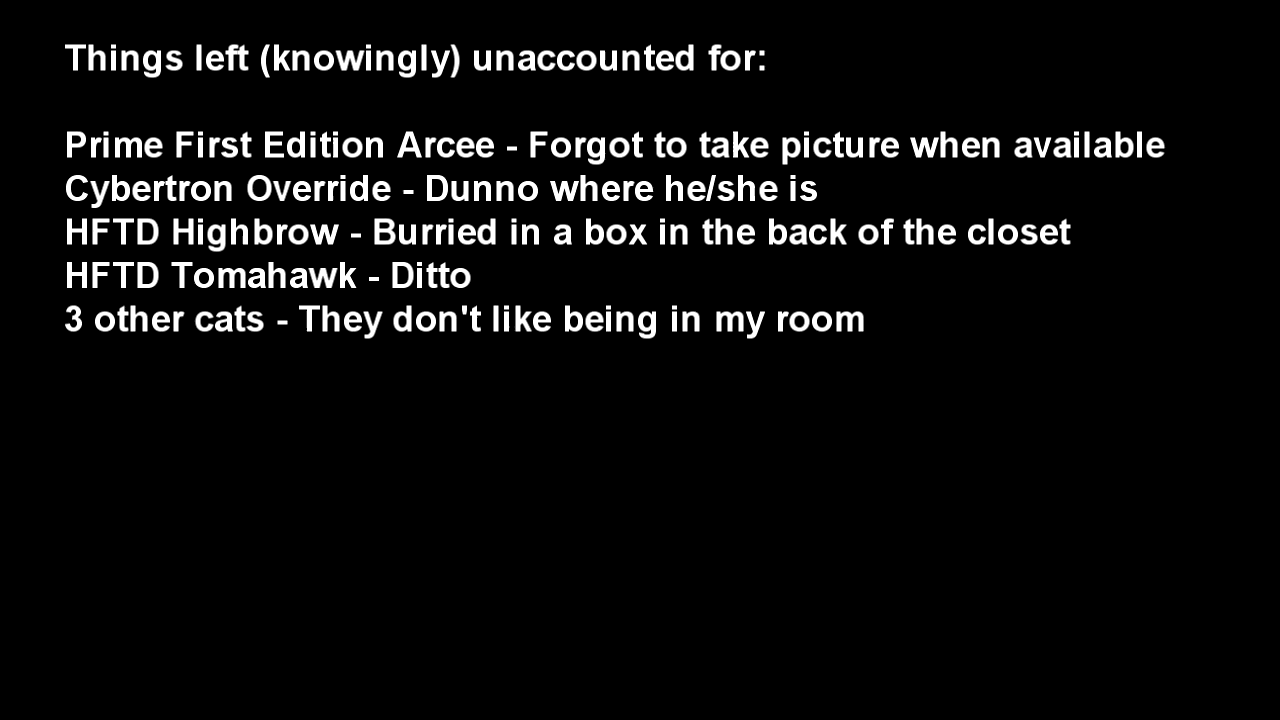 Things left (knowingly) unaccounted for:
Prime First Edition Arcee - Forgot to take picture when available
Cybertron Override - Dunno where he/she is
HFTD Highbrow - Burried in a box in the back of the closet
HFTD Tomahawk - Ditto
3 other cats - They don't like being in my room